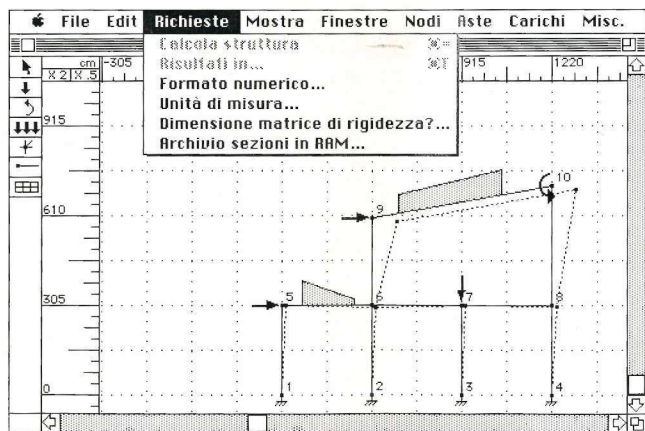 File Edit Richieste Mostra Finestre Nodi Aste Carichi Misc.
Calcola struttura ⌘=
Risultati in... ⌘T
Formato numerico...
Unità di misura...
Dimensione matrice di rigidezza?...
Archivio sezioni in RAM...
cm -305 915 1220
X 2 X .5
915
10
610 9
305 5 6 7 8
0 1 2 3 4